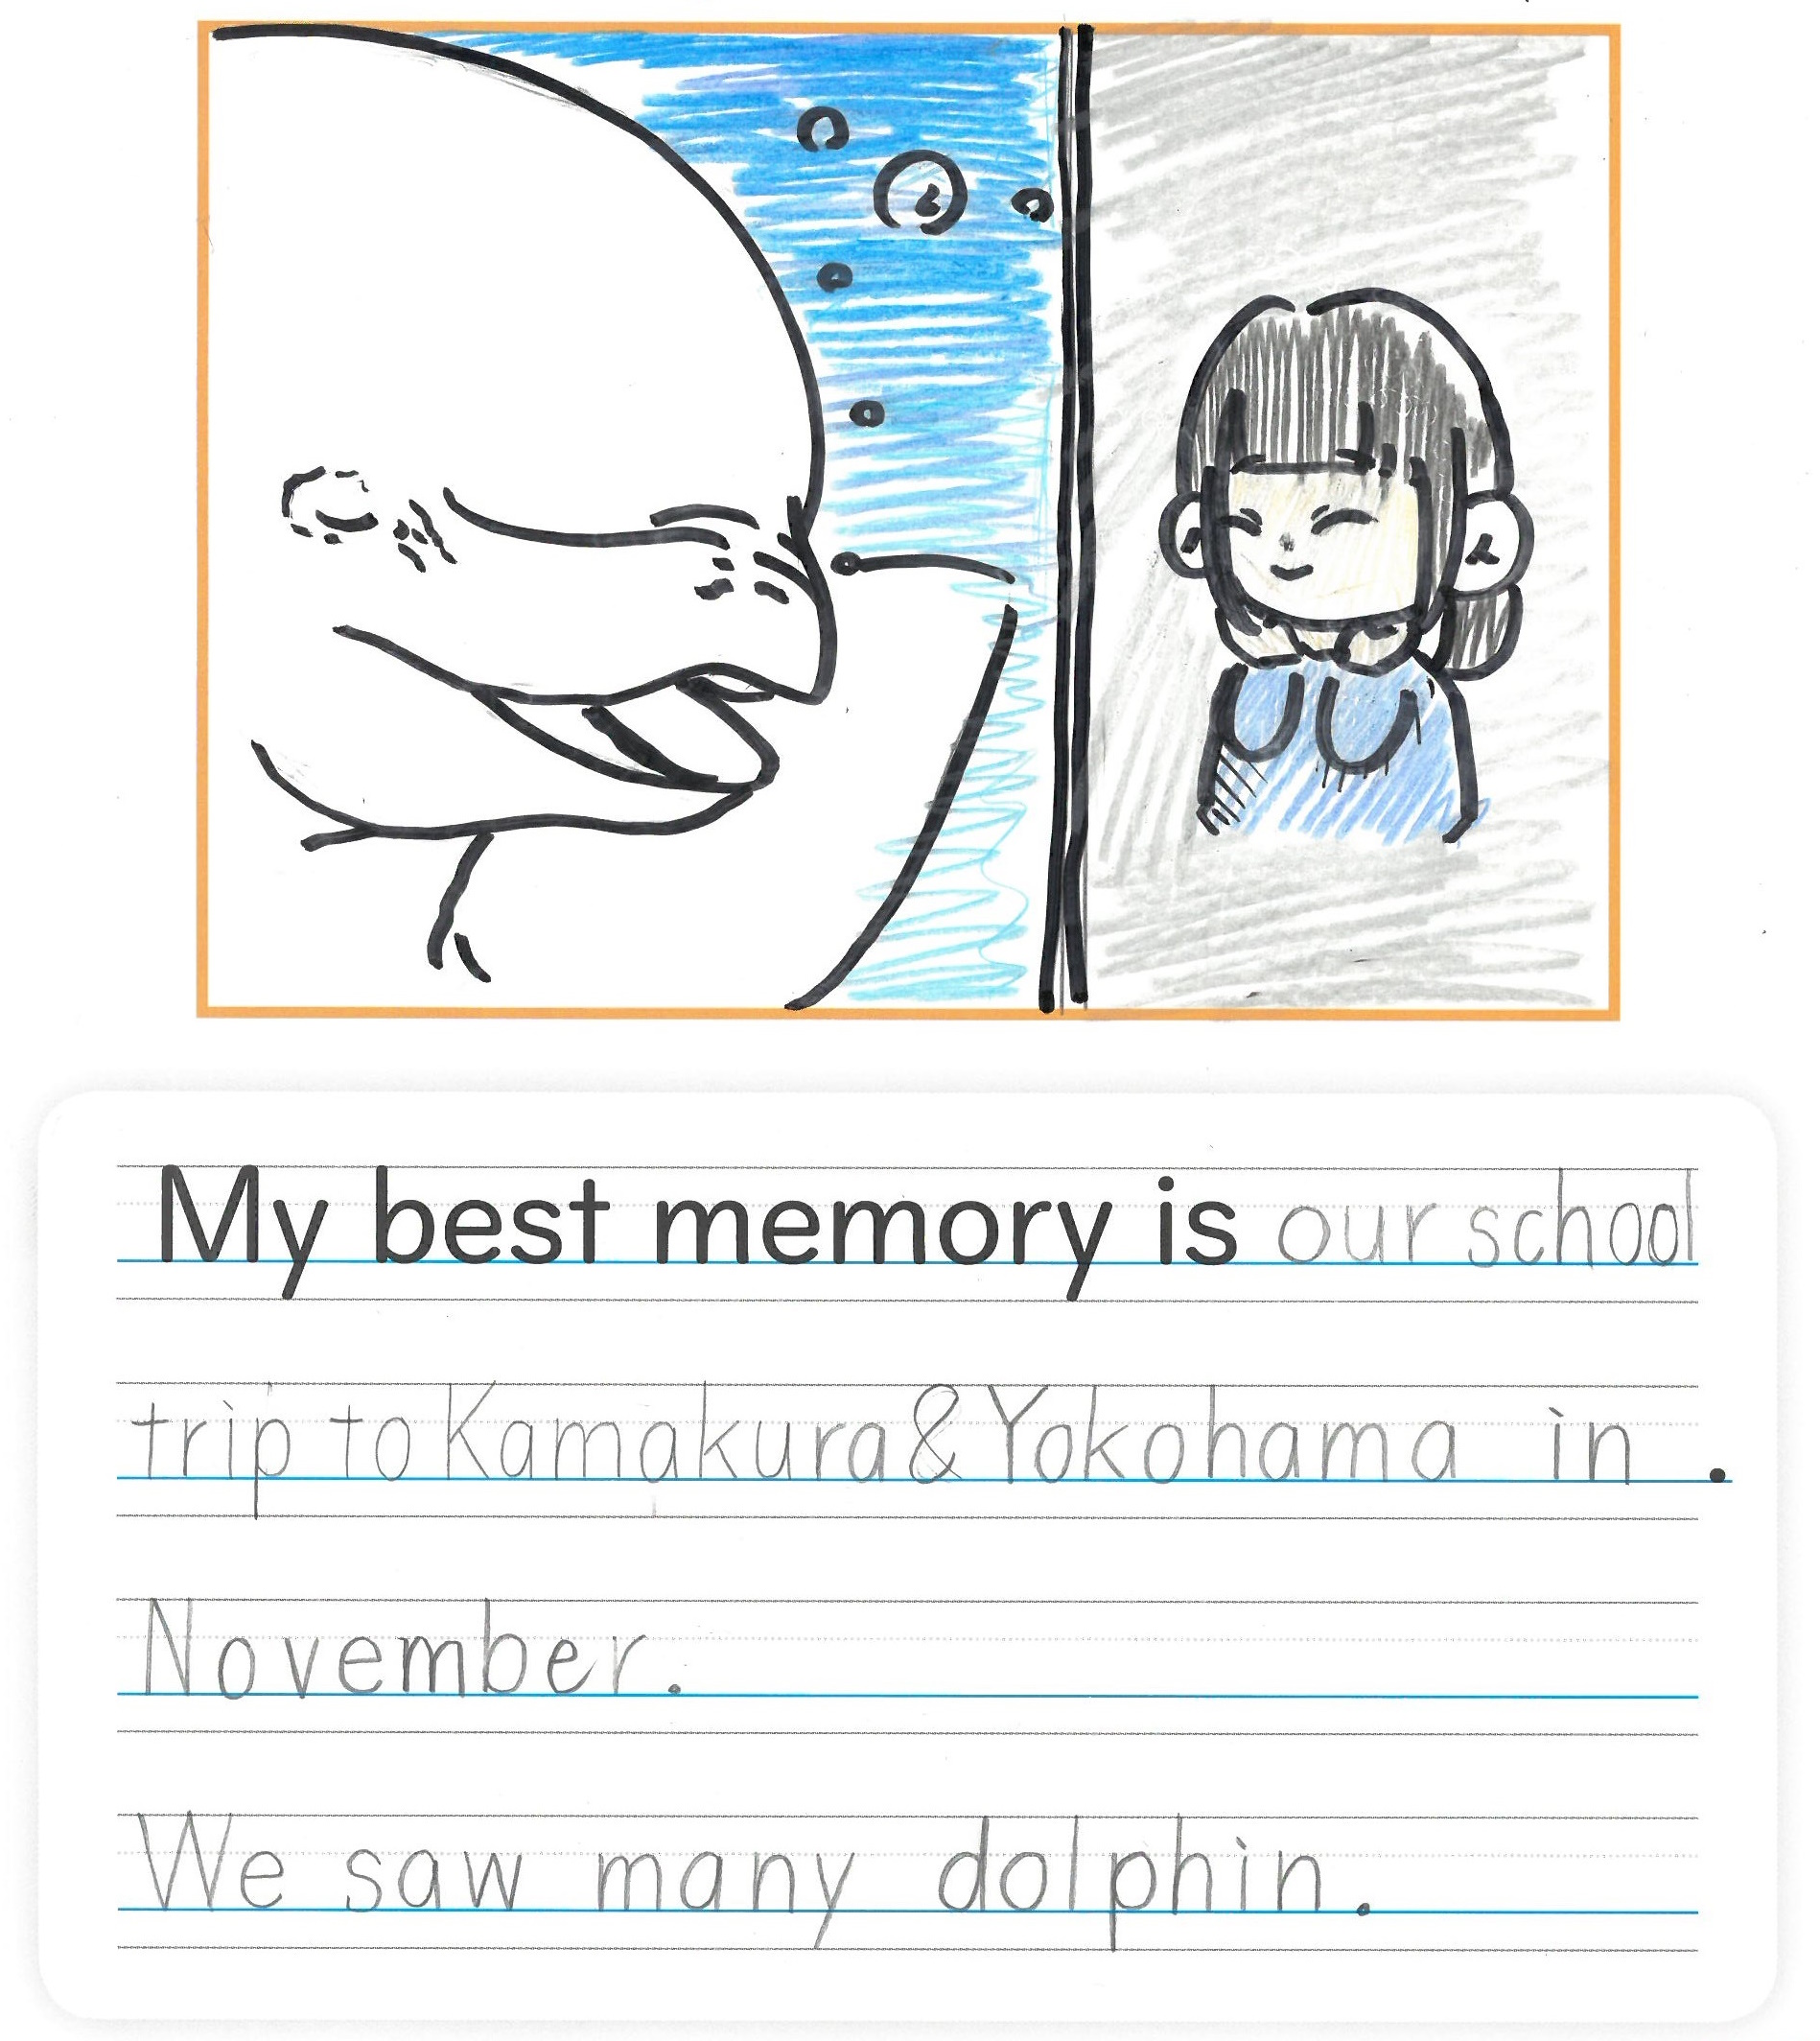 My best memory is our school
trip to Kamakura & Yokohama in .
November.
We saw many dolphin.